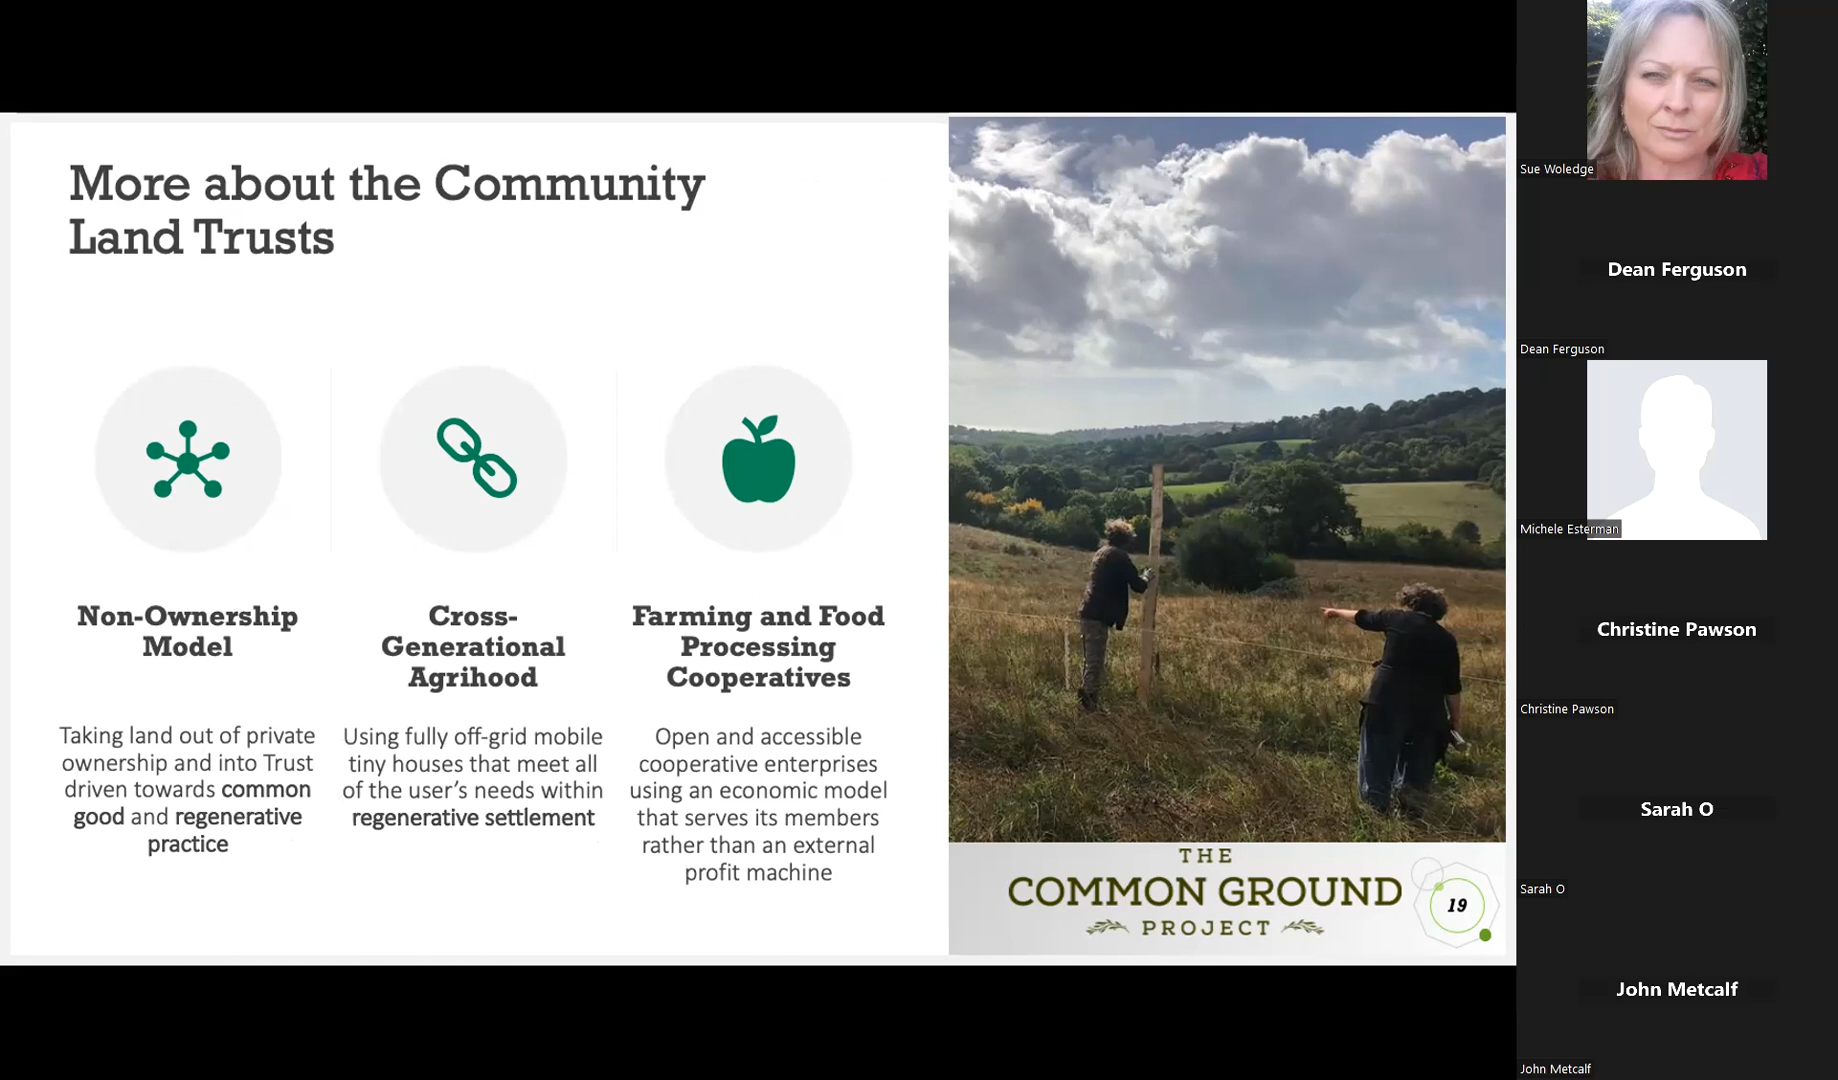 More about the Community
Land Trusts
Non-Ownership
Model
Taking land out of private
ownership and into Trust
driven towards common
good and regenerative
practice
Cross-
Generational
Agrihood
Using fully off-grid mobile
tiny houses that meet all
of the user’s needs within
regenerative settlement
Farming and Food
Processing
Cooperatives
Open and accessible
cooperative enterprises
using an economic model
that serves its members
rather than an external
profit machine
THE
COMMON GROUND
PROJECT
19
Sue Woledge
Dean Ferguson
Dean Ferguson
Michele Esterman
Christine Pawson
Christine Pawson
Sarah O
Sarah O
John Metcalf
John Metcalf